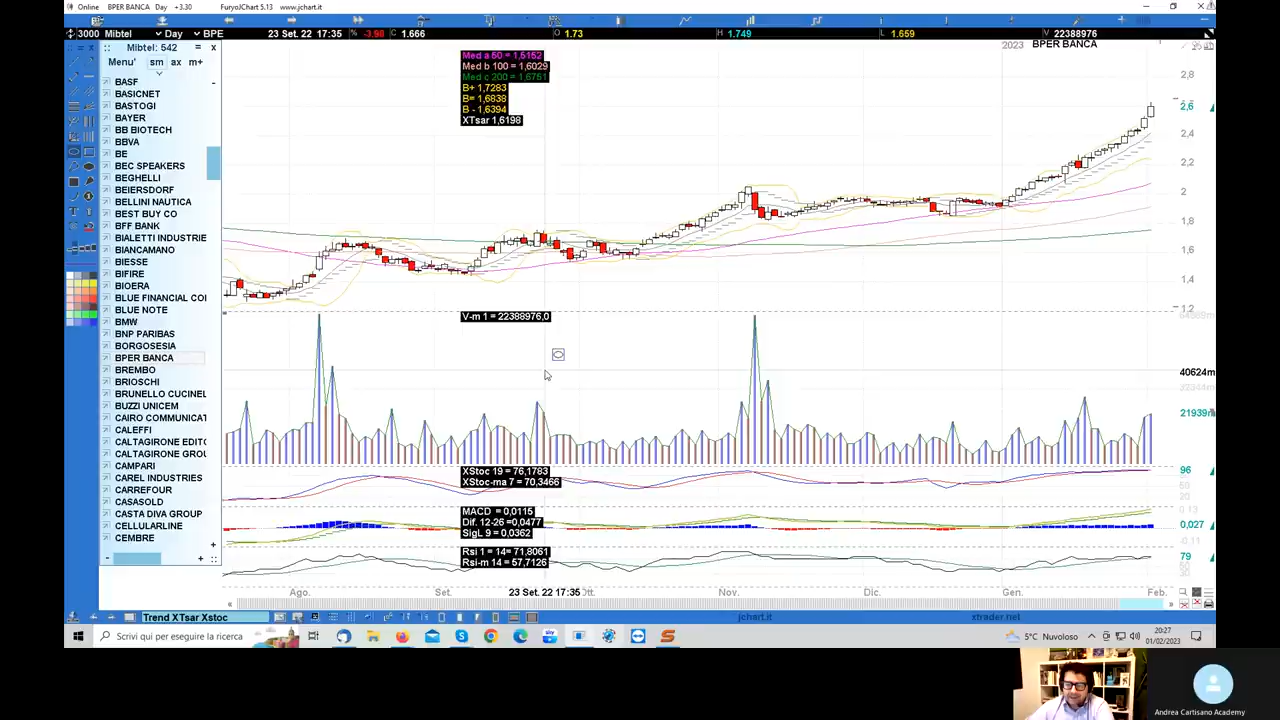 Online BPER BANCA Day +3.30 FuryoJChart 5.13 www.jchart.it
3000 Mibtel Day BPE 23 Set. 22 17:35 -3.98 C 1.666 O 1.73 H 1.749 L 1.659 V 22388976
Mibtel: 542 = x
Menu' sm ax m+
BASF
BASICNET
BASTOGI
BAYER
BB BIOTECH
BBVA
BE
BEC SPEAKERS
BEGHELLI
BEIERSDORF
BELLINI NAUTICA
BEST BUY CO
BFF BANK
BIALETTI INDUSTRIE
BIANCAMANO
BIESSE
BIFIRE
BIOERA
BLUE FINANCIAL COI
BLUE NOTE
BMW
BNP PARIBAS
BORGOSESIA
BPER BANCA
BREMBO
BRIOSCHI
BRUNELLO CUCINEL
BUZZI UNICEM
CAIRO COMMUNICAT
CALEFFI
CALTAGIRONE EDITO
CALTAGIRONE GROU
CAMPARI
CAREL INDUSTRIES
CARREFOUR
CASASOLD
CASTA DIVA GROUP
CELLULARLINE
CEMBRE
2023 BPER BANCA
Med a 50 = 1,5152
Med b 100 = 1,6029
Med c 200 = 1,6751
B+ 1,7283
B= 1,6838
B - 1,6394
XTsar 1,6198
2,8
2,6
2,4
2,2
2
1,8
1,6
1,4
1,2
V-m 1 = 22388976,0
40624m
21939m
XStoc 19 = 76,1783
XStoc-ma 7 = 70,3466
96
MACD = 0,0115
Dif. 12-26 =0,0477
SigL 9 = 0,0362
0.13
0,027
-0.11
Rsi 1 = 14= 71,8061
Rsi-m 14 = 57,7126
79
Ago. Set. 23 Set. 22 17:35 Ott. Nov. Dic. Gen. Feb.
Trend XTsar Xstoc jchart.it xtrader.net
Scrivi qui per eseguire la ricerca
sky
5°C Nuvoloso
20:27
01/02/2023
Andrea Cartisano Academy